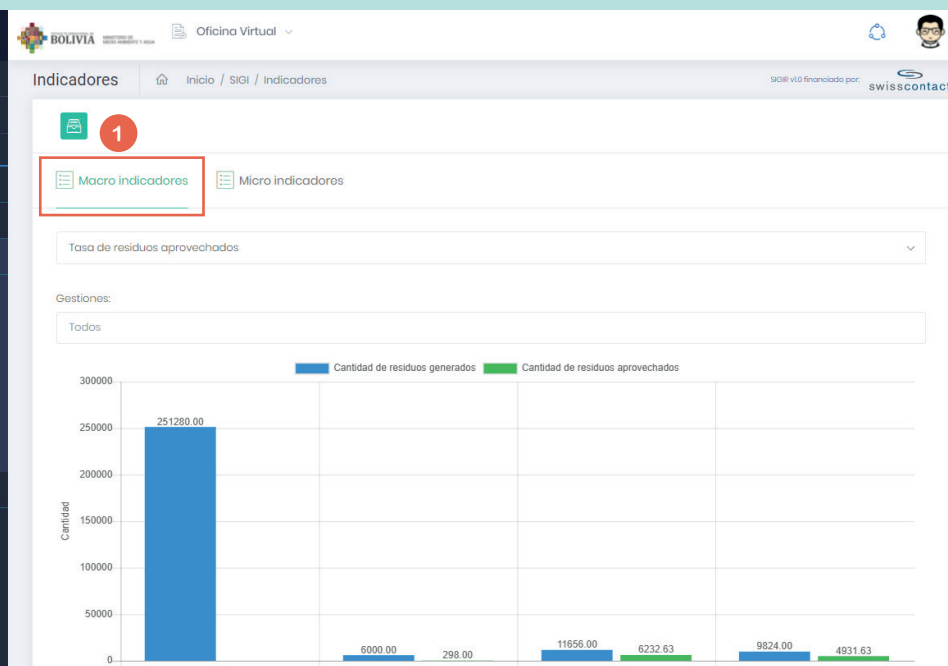 BOLIVIA
Oficina Virtual
Indicadores
Inicio / SIGI / Indicadores
SIGIR v1.0 financiado por:
swisscontact
1
Macro indicadores
Micro indicadores
Tasa de residuos aprovechados
Gestiones:
Todos
Cantidad de residuos generados
Cantidad de residuos aprovechados
Cantidad
300000
250000
200000
150000
100000
50000
0
251280.00
6000.00
298.00
11656.00
6232.63
9824.00
4931.63